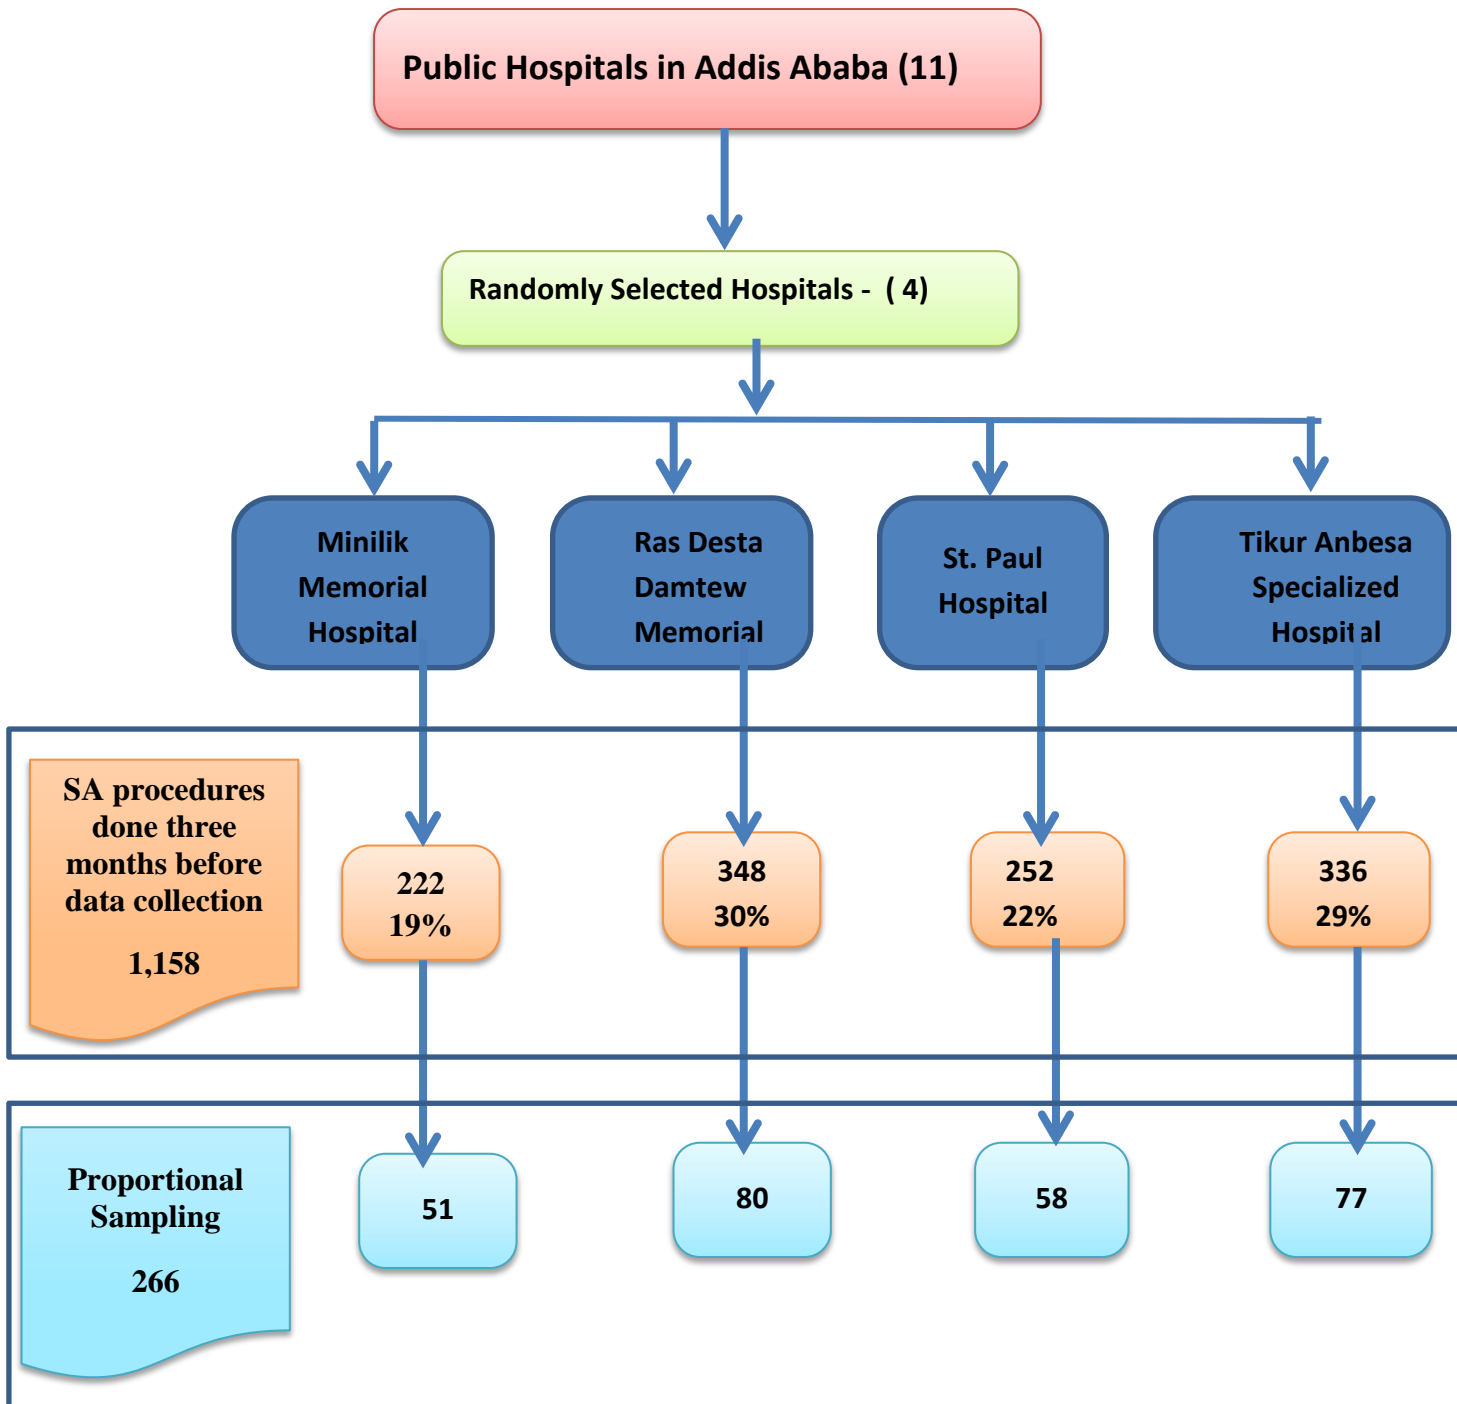 Public Hospitals in Addis Ababa (11)
Randomly Selected Hospitals -  ( 4)
Minilik
Memorial
Hospital
Ras Desta
Damtew
Memorial
St. Paul
Hospital
Tikur Anbesa
Specialized
Hospital
SA procedures
done three
months before
data collection
1,158
222
19%
348
30%
252
22%
336
29%
Proportional
Sampling
266
51
80
58
77